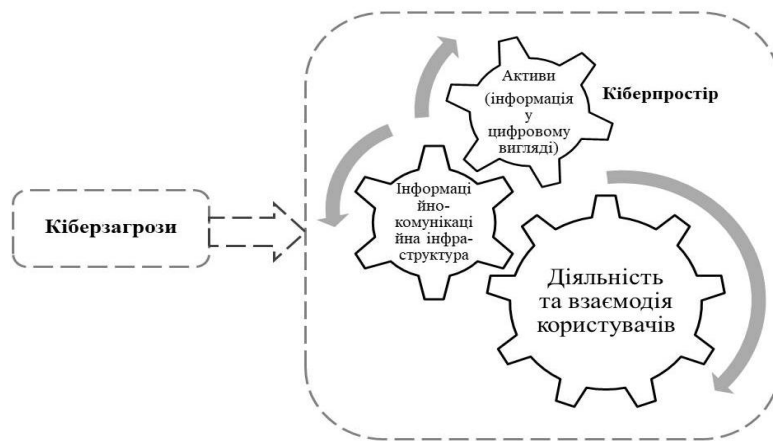 Кіберзагрози
Активи
(інформація
у
цифровому
вигляді)
Кіберпростір
Інформаці
йно-
комунікаці
йна інфра-
структура
Діяльність
та взаємодія
користувачів